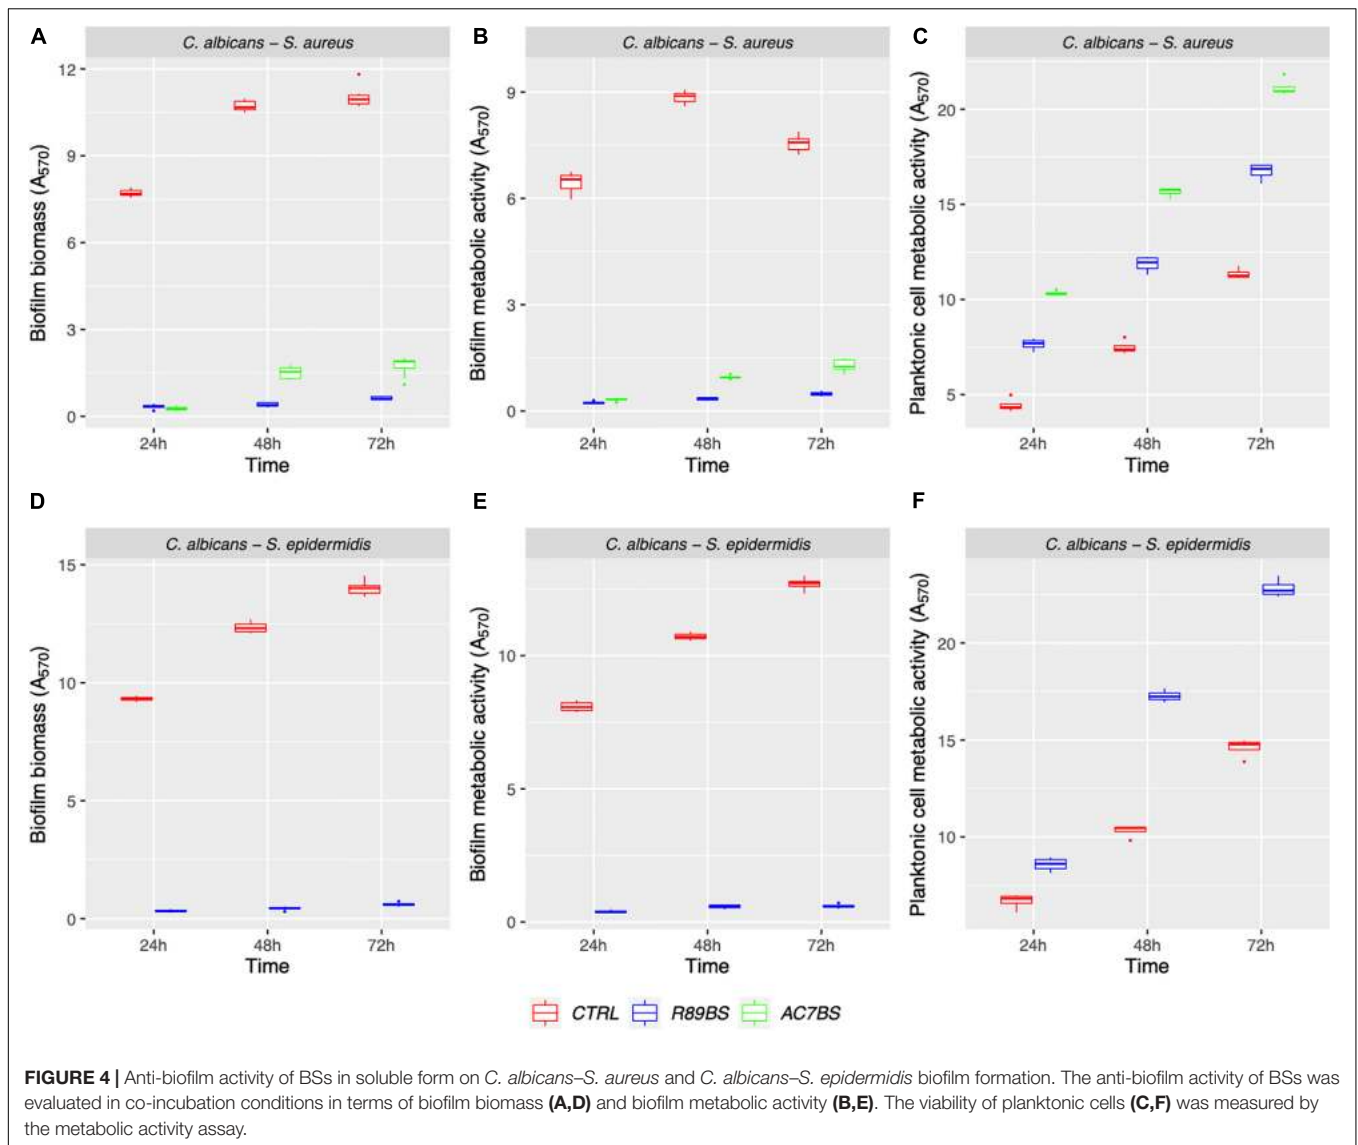 A
C. albicans – S. aureus
Biofilm biomass (A570)
12
9
6
3
0
24h 48h 72h
Time
B
C. albicans – S. aureus
Biofilm metabolic activity (A570)
9
6
3
0
24h 48h 72h
Time
C
C. albicans – S. aureus
Planktonic cell metabolic activity (A570)
20
15
10
5
24h 48h 72h
Time
D
C. albicans – S. epidermidis
Biofilm biomass (A570)
15
10
5
0
24h 48h 72h
Time
E
C. albicans – S. epidermidis
Biofilm metabolic activity (A570)
10
5
0
24h 48h 72h
Time
F
C. albicans – S. epidermidis
Planktonic cell metabolic activity (A570)
20
15
10
24h 48h 72h
Time
CTRL R89BS AC7BS
FIGURE 4 | Anti-biofilm activity of BSs in soluble form on C. albicans–S. aureus and C. albicans–S. epidermidis biofilm formation. The anti-biofilm activity of BSs was
evaluated in co-incubation conditions in terms of biofilm biomass (A,D) and biofilm metabolic activity (B,E). The viability of planktonic cells (C,F) was measured by
the metabolic activity assay.